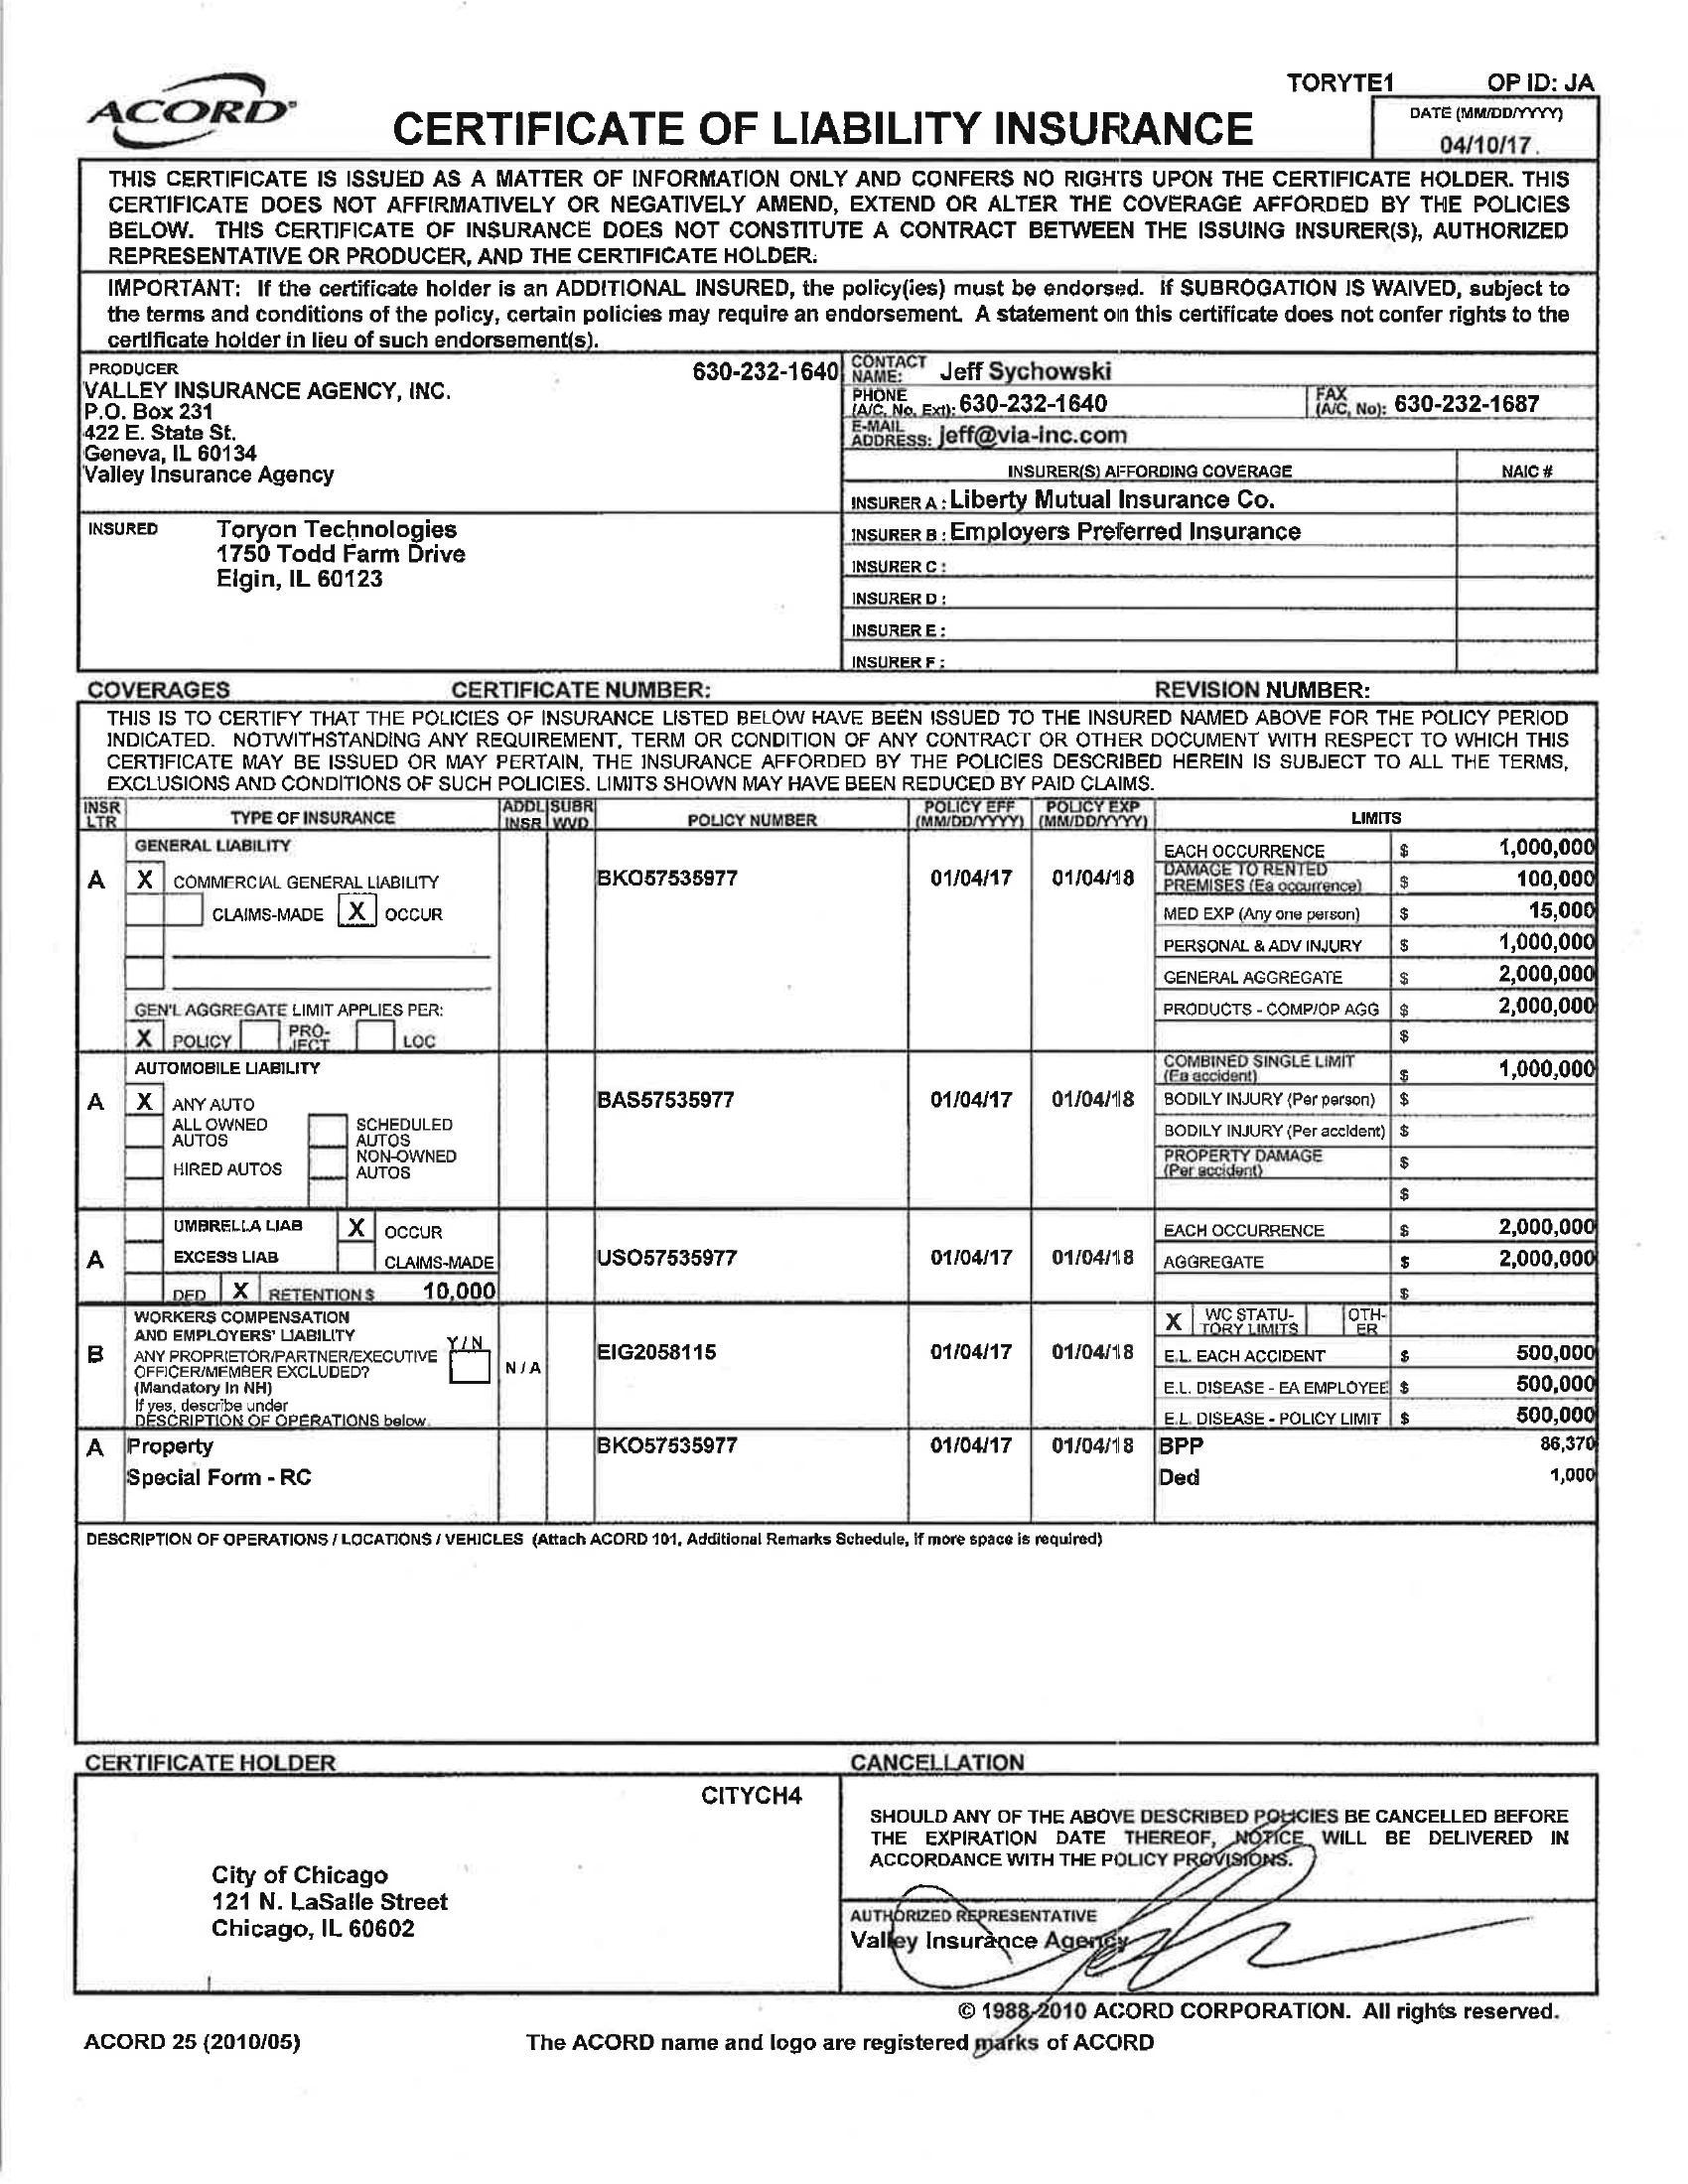 TORYTE1 OP ID: JA
ACORD®
CERTIFICATE OF LIABILITY INSURANCE
DATE (MM/DD/YYYY)
04/10/17
THIS CERTIFICATE IS ISSUED AS A MATTER OF INFORMATION ONLY AND CONFERS NO RIGHTS UPON THE CERTIFICATE HOLDER. THIS
CERTIFICATE DOES NOT AFFIRMATIVELY OR NEGATIVELY AMEND, EXTEND OR ALTER THE COVERAGE AFFORDED BY THE POLICIES
BELOW. THIS CERTIFICATE OF INSURANCE DOES NOT CONSTITUTE A CONTRACT BETWEEN THE ISSUING INSURER(S), AUTHORIZED
REPRESENTATIVE OR PRODUCER, AND THE CERTIFICATE HOLDER.
IMPORTANT: If the certificate holder is an ADDITIONAL INSURED, the policy(ies) must be endorsed. If SUBROGATION IS WAIVED, subject to
the terms and conditions of the policy, certain policies may require an endorsement. A statement on this certificate does not confer rights to the
certificate holder in lieu of such endorsement(s).
PRODUCER 630-232-1640
VALLEY INSURANCE AGENCY, INC.
P.O. Box 231
422 E. State St.
Geneva, IL 60134
Valley Insurance Agency
CONTACT NAME: Jeff Sychowski
PHONE (A/C, No, Ext): 630-232-1640 FAX (A/C, No): 630-232-1687
E-MAIL ADDRESS: jeff@via-inc.com
INSURER(S) AFFORDING COVERAGE NAIC #
INSURER A : Liberty Mutual Insurance Co.
INSURED
Toryon Technologies
1750 Todd Farm Drive
Elgin, IL 60123
INSURER B : Employers Preferred Insurance
INSURER C :
INSURER D :
INSURER E :
INSURER F :
COVERAGES CERTIFICATE NUMBER: REVISION NUMBER:
THIS IS TO CERTIFY THAT THE POLICIES OF INSURANCE LISTED BELOW HAVE BEEN ISSUED TO THE INSURED NAMED ABOVE FOR THE POLICY PERIOD
INDICATED. NOTWITHSTANDING ANY REQUIREMENT, TERM OR CONDITION OF ANY CONTRACT OR OTHER DOCUMENT WITH RESPECT TO WHICH THIS
CERTIFICATE MAY BE ISSUED OR MAY PERTAIN, THE INSURANCE AFFORDED BY THE POLICIES DESCRIBED HEREIN IS SUBJECT TO ALL THE TERMS,
EXCLUSIONS AND CONDITIONS OF SUCH POLICIES. LIMITS SHOWN MAY HAVE BEEN REDUCED BY PAID CLAIMS.
INSR LTR TYPE OF INSURANCE ADDL INSR SUBR WVD POLICY NUMBER POLICY EFF (MM/DD/YYYY) POLICY EXP (MM/DD/YYYY) LIMITS
GENERAL LIABILITY EACH OCCURRENCE $ 1,000,000
A X COMMERCIAL GENERAL LIABILITY BKO57535977 01/04/17 01/04/18 DAMAGE TO RENTED PREMISES (Ea occurrence) $ 100,000
CLAIMS-MADE X OCCUR MED EXP (Any one person) $ 15,000
PERSONAL & ADV INJURY $ 1,000,000
GENERAL AGGREGATE $ 2,000,000
GEN'L AGGREGATE LIMIT APPLIES PER: PRODUCTS - COMP/OP AGG $ 2,000,000
X POLICY PRO-JECT LOC $
AUTOMOBILE LIABILITY COMBINED SINGLE LIMIT (Ea accident) $ 1,000,000
A X ANY AUTO BAS57535977 01/04/17 01/04/18 BODILY INJURY (Per person) $
ALL OWNED AUTOS SCHEDULED AUTOS BODILY INJURY (Per accident) $
HIRED AUTOS NON-OWNED AUTOS PROPERTY DAMAGE (Per accident) $
$
UMBRELLA LIAB X OCCUR EACH OCCURRENCE $ 2,000,000
A EXCESS LIAB CLAIMS-MADE USO57535977 01/04/17 01/04/18 AGGREGATE $ 2,000,000
DED X RETENTION $ 10,000 $
WORKERS COMPENSATION X WC STATU-TORY LIMITS OTH-ER
AND EMPLOYERS' LIABILITY Y / N
B ANY PROPRIETOR/PARTNER/EXECUTIVE N / A EIG2058115 01/04/17 01/04/18 E.L. EACH ACCIDENT $ 500,000
OFFICER/MEMBER EXCLUDED?
(Mandatory in NH) E.L. DISEASE - EA EMPLOYEE $ 500,000
If yes, describe under
DESCRIPTION OF OPERATIONS below E.L. DISEASE - POLICY LIMIT $ 500,000
A Property BKO57535977 01/04/17 01/04/18 BPP 86,370
Special Form - RC Ded 1,000
DESCRIPTION OF OPERATIONS / LOCATIONS / VEHICLES (Attach ACORD 101, Additional Remarks Schedule, if more space is required)
CERTIFICATE HOLDER CANCELLATION
CITYCH4
City of Chicago
121 N. LaSalle Street
Chicago, IL 60602
SHOULD ANY OF THE ABOVE DESCRIBED POLICIES BE CANCELLED BEFORE
THE EXPIRATION DATE THEREOF, NOTICE WILL BE DELIVERED IN
ACCORDANCE WITH THE POLICY PROVISIONS.
AUTHORIZED REPRESENTATIVE
Valley Insurance Agency
© 1988-2010 ACORD CORPORATION. All rights reserved.
ACORD 25 (2010/05) The ACORD name and logo are registered marks of ACORD